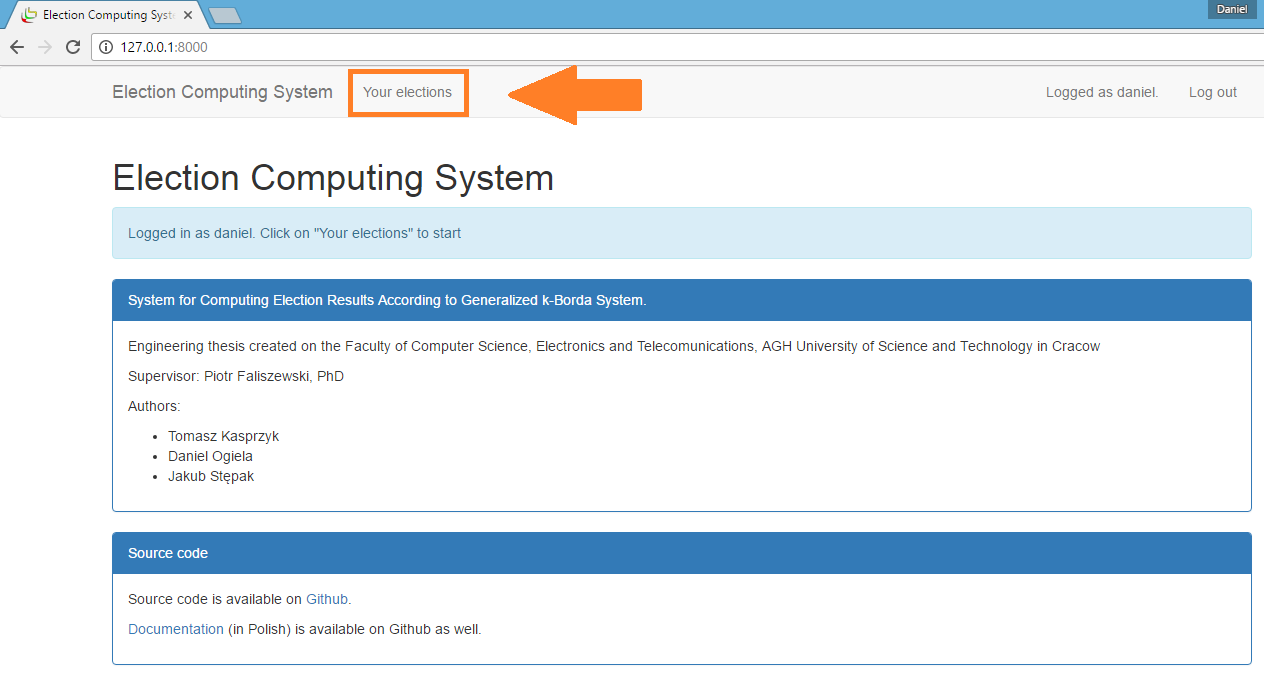 Election Computing Syste
Daniel
127.0.0.1:8000
Election Computing System
Your elections
Logged as daniel.
Log out
Election Computing System
Logged in as daniel. Click on "Your elections" to start
System for Computing Election Results According to Generalized k-Borda System.
Engineering thesis created on the Faculty of Computer Science, Electronics and Telecomunications, AGH University of Science and Technology in Cracow
Supervisor: Piotr Faliszewski, PhD
Authors:
Tomasz Kasprzyk
Daniel Ogiela
Jakub Stępak
Source code
Source code is available on Github.
Documentation (in Polish) is available on Github as well.